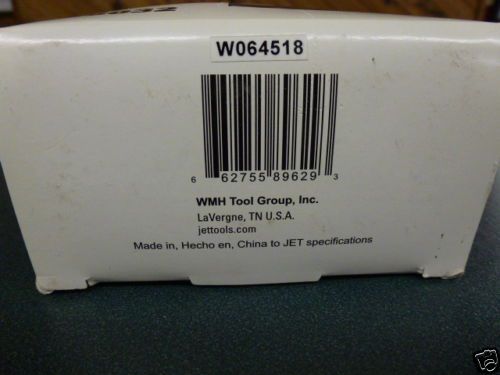 W064518
6 62755 89629 3
WMH Tool Group, Inc.
LaVergne, TN U.S.A.
jettools.com
Made in, Hecho en, China to JET specifications